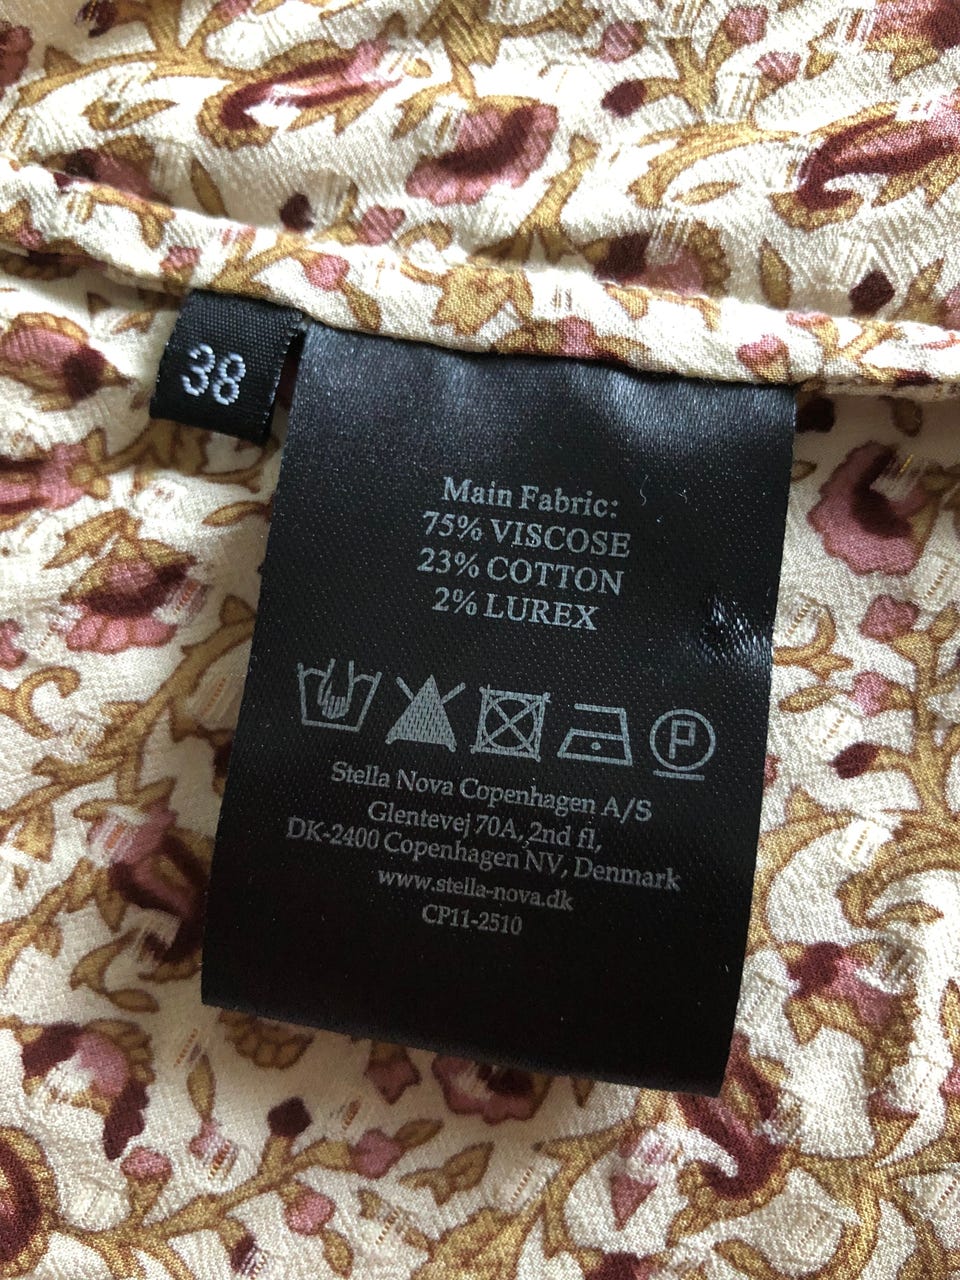 38
Main Fabric:
75% VISCOSE
23% COTTON
2% LUREX
P
Stella Nova Copenhagen A/S
Glentevej 70A, 2nd fl,
DK-2400 Copenhagen NV, Denmark
www.stella-nova.dk
CP11-2510